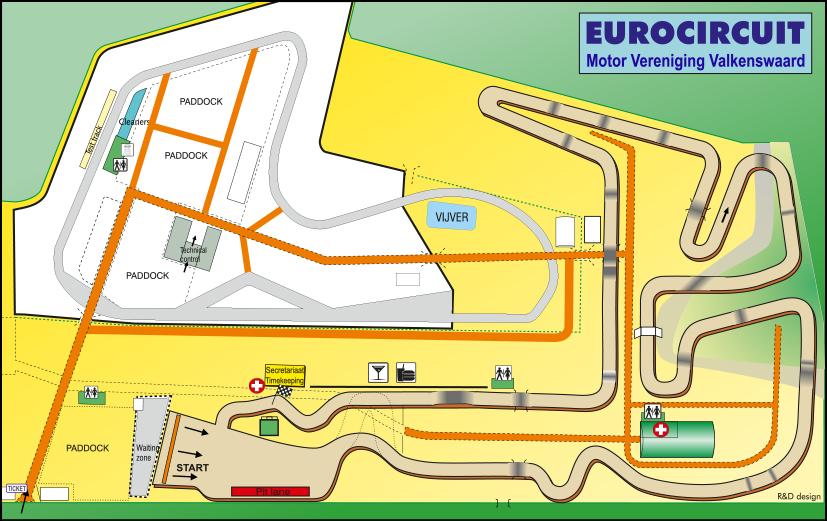 EUROCIRCUIT
Motor Vereniging Valkenswaard
PADDOCK
Cleaners
Test track
PADDOCK
VIJVER
Technical
control
PADDOCK
Secretariaat
Timekeeping
PADDOCK
Waiting
zone
START
TICKET
Pit lane
R&D design